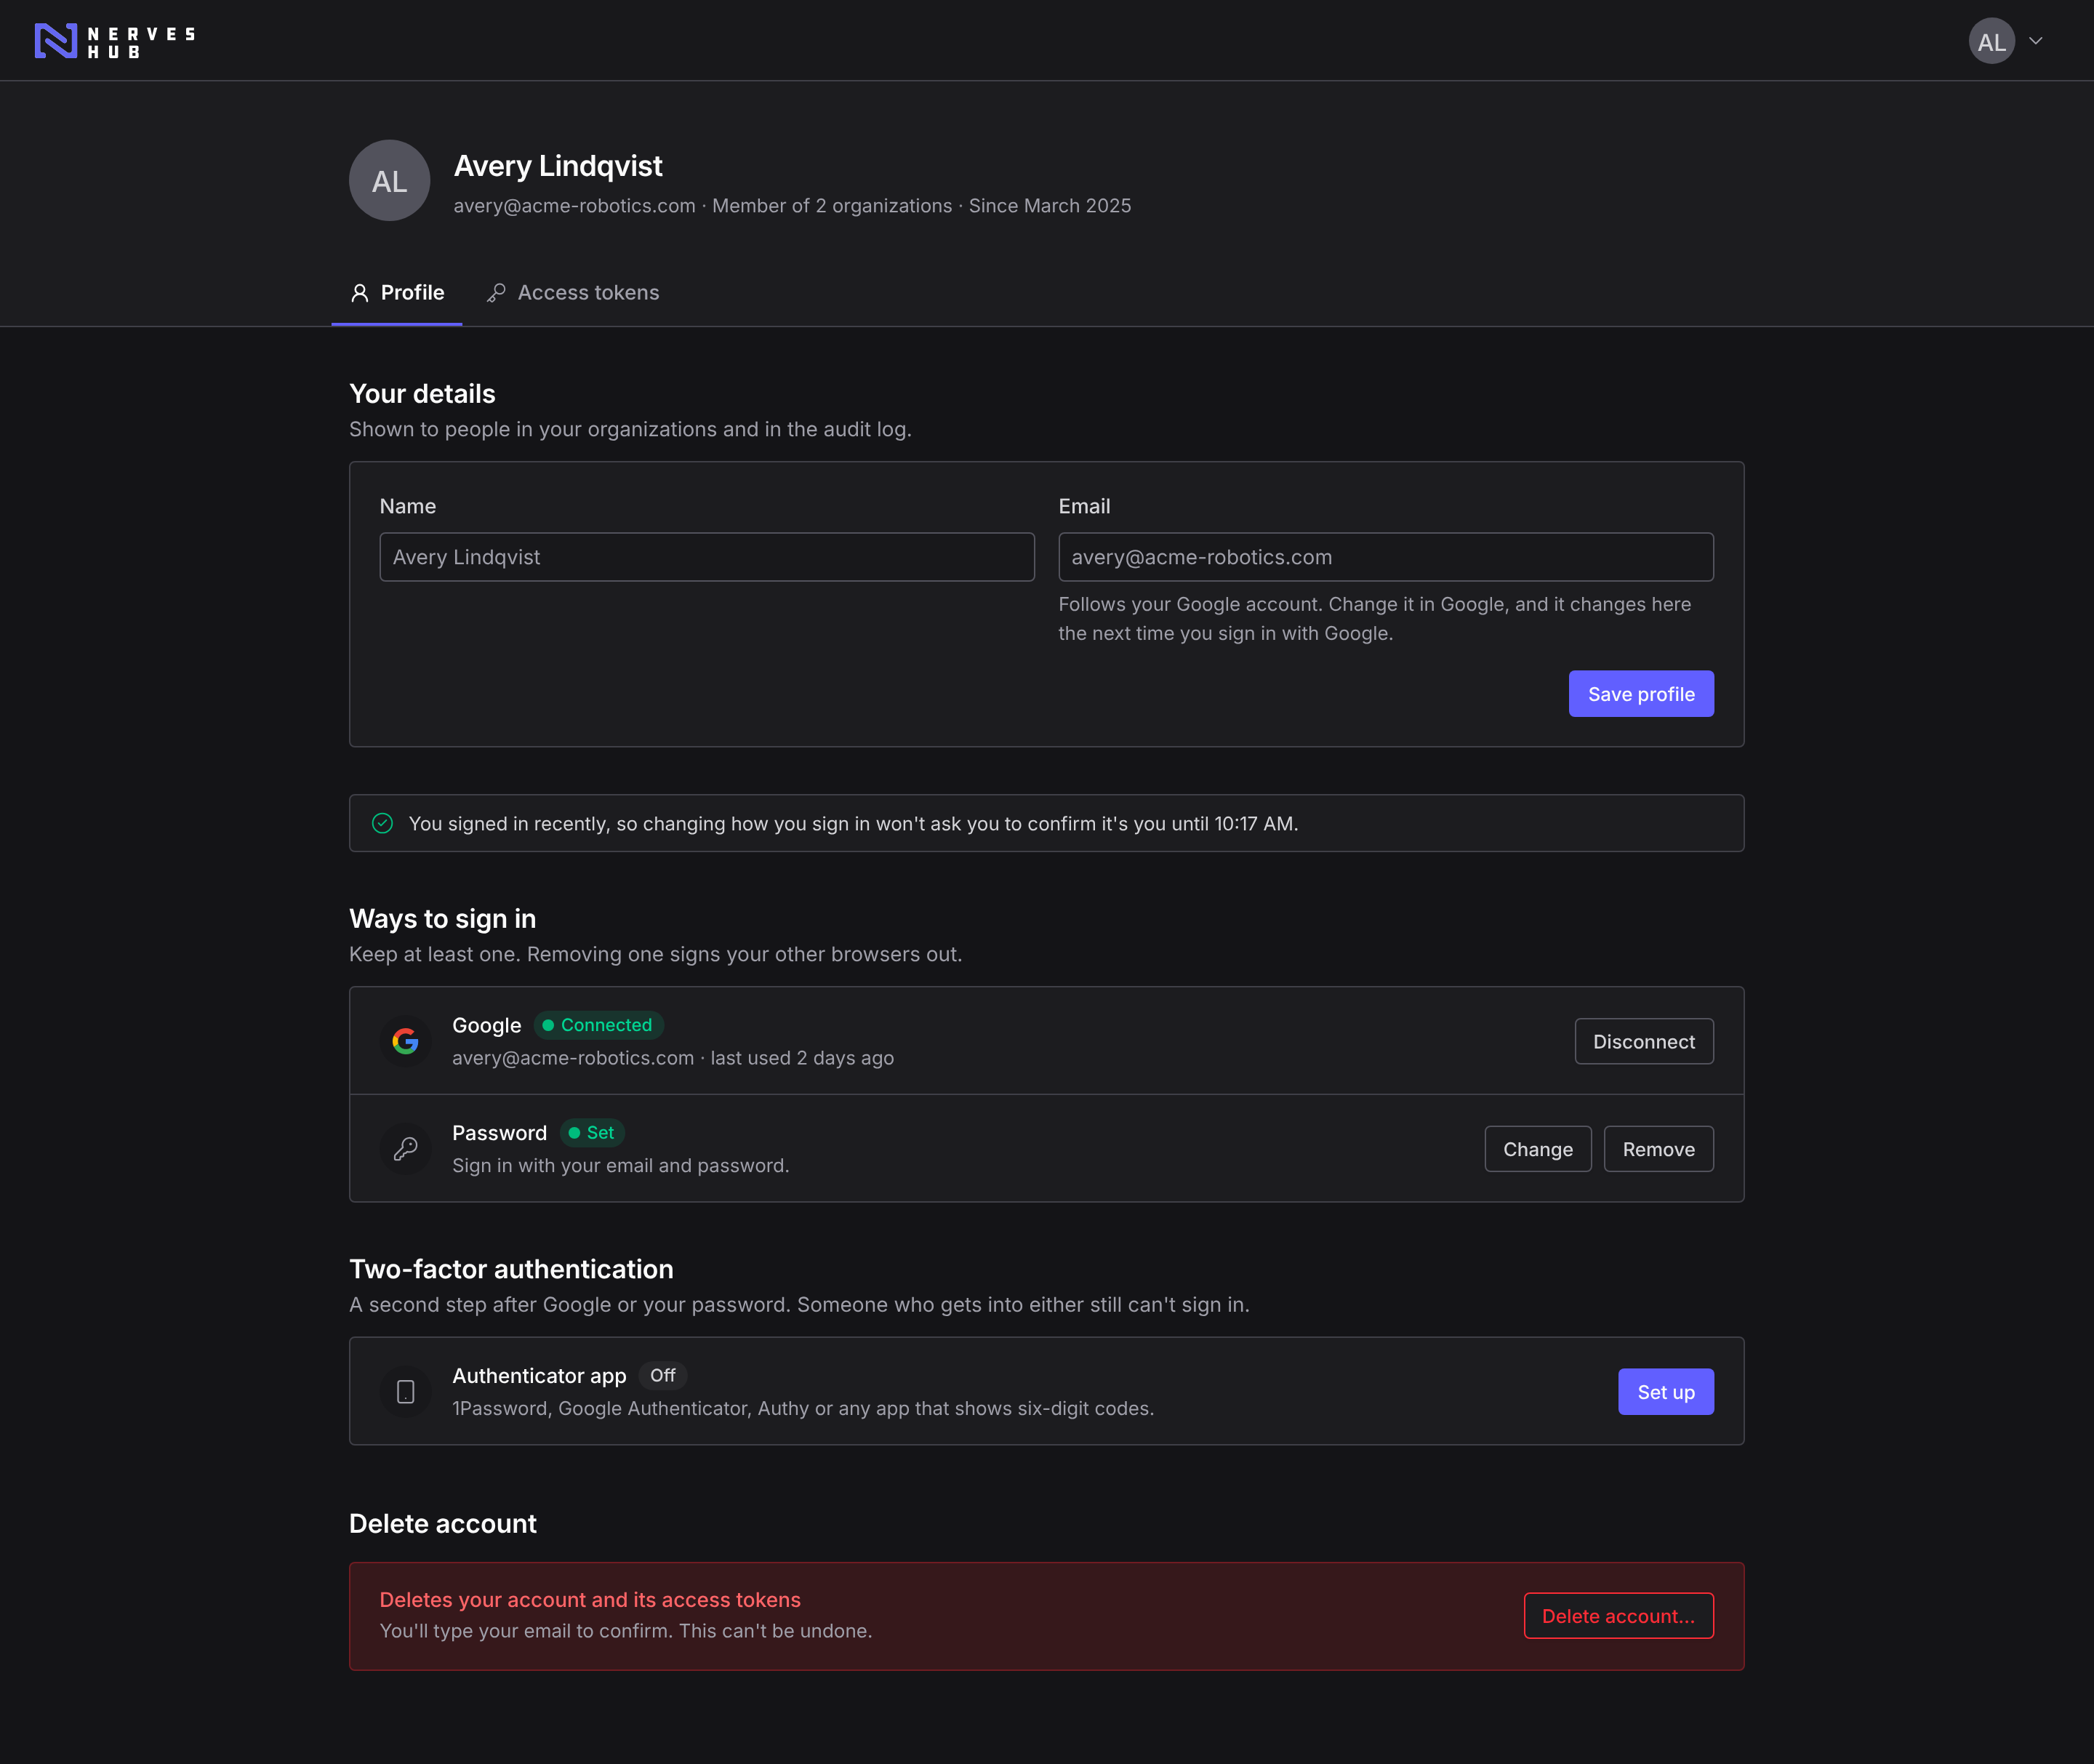 NERVES
HUB
AL
AL
Avery Lindqvist
avery@acme-robotics.com · Member of 2 organizations · Since March 2025
Profile
Access tokens
Your details
Shown to people in your organizations and in the audit log.
Name
Email
Avery Lindqvist
avery@acme-robotics.com
Follows your Google account. Change it in Google, and it changes here
the next time you sign in with Google.
Save profile
You signed in recently, so changing how you sign in won't ask you to confirm it's you until 10:17 AM.
Ways to sign in
Keep at least one. Removing one signs your other browsers out.
Google
Connected
avery@acme-robotics.com · last used 2 days ago
Disconnect
Password
Set
Sign in with your email and password.
Change
Remove
Two-factor authentication
A second step after Google or your password. Someone who gets into either still can't sign in.
Authenticator app
Off
1Password, Google Authenticator, Authy or any app that shows six-digit codes.
Set up
Delete account
Deletes your account and its access tokens
You'll type your email to confirm. This can't be undone.
Delete account...